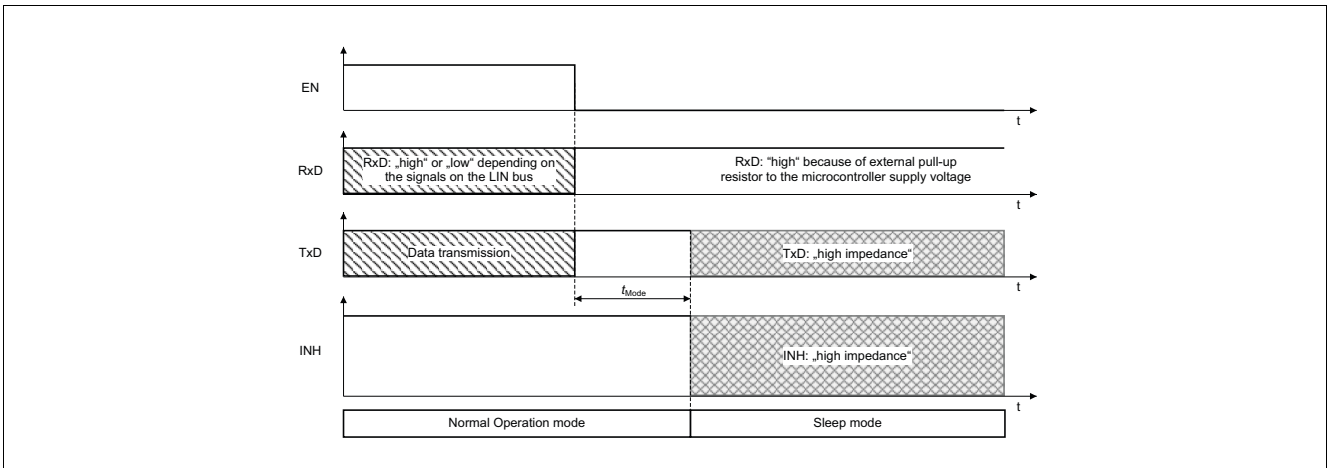 EN
t
RxD
RxD: „high“ or „low“ depending on
the signals on the LIN bus
RxD: “high“ because of external pull-up
resistor to the microcontroller supply voltage
t
TxD
Data transmission
TxD: „high impedance“
t
tMode
INH
INH: „high impedance“
t
Normal Operation mode
Sleep mode